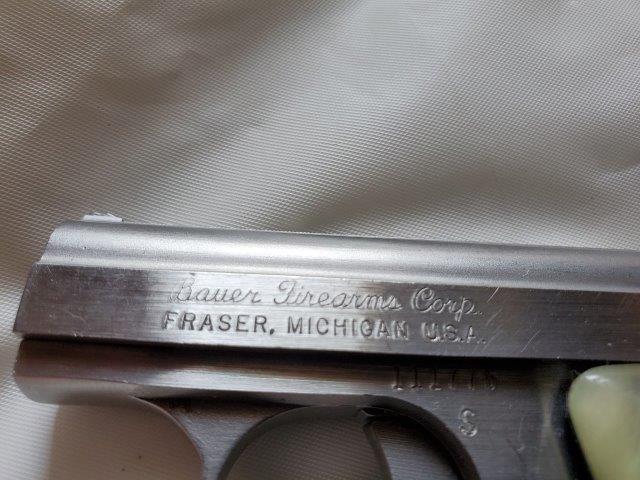 Bauer Firearms Corp.
FRASER, MICHIGAN U.S.A.
S